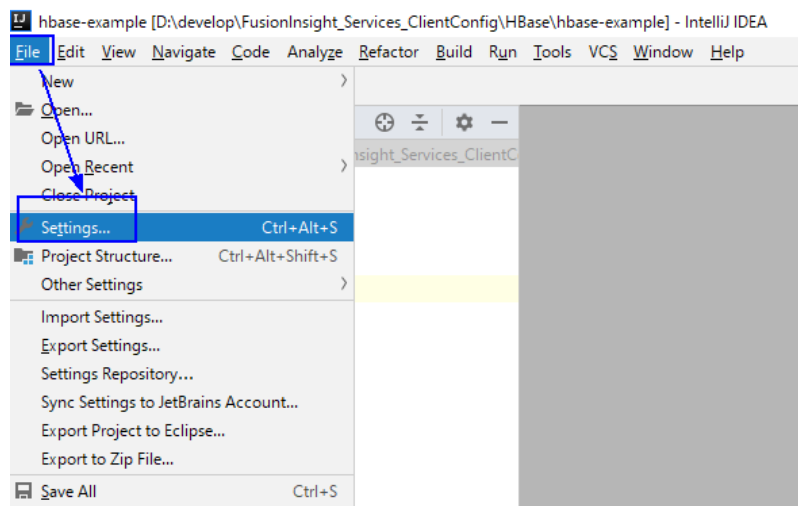 IJ hbase-example [D:\develop\FusionInsight_Services_ClientConfig\HBase\hbase-example] - IntelliJ IDEA
File Edit View Navigate Code Analyze Refactor Build Run Tools VCS Window Help
New
Open...
Open URL...
nsight_Services_ClientC
Open Recent
Close Project
Settings... Ctrl+Alt+S
Project Structure... Ctrl+Alt+Shift+S
Other Settings
Import Settings...
Export Settings...
Settings Repository...
Sync Settings to JetBrains Account...
Export Project to Eclipse...
Export to Zip File...
Save All Ctrl+S